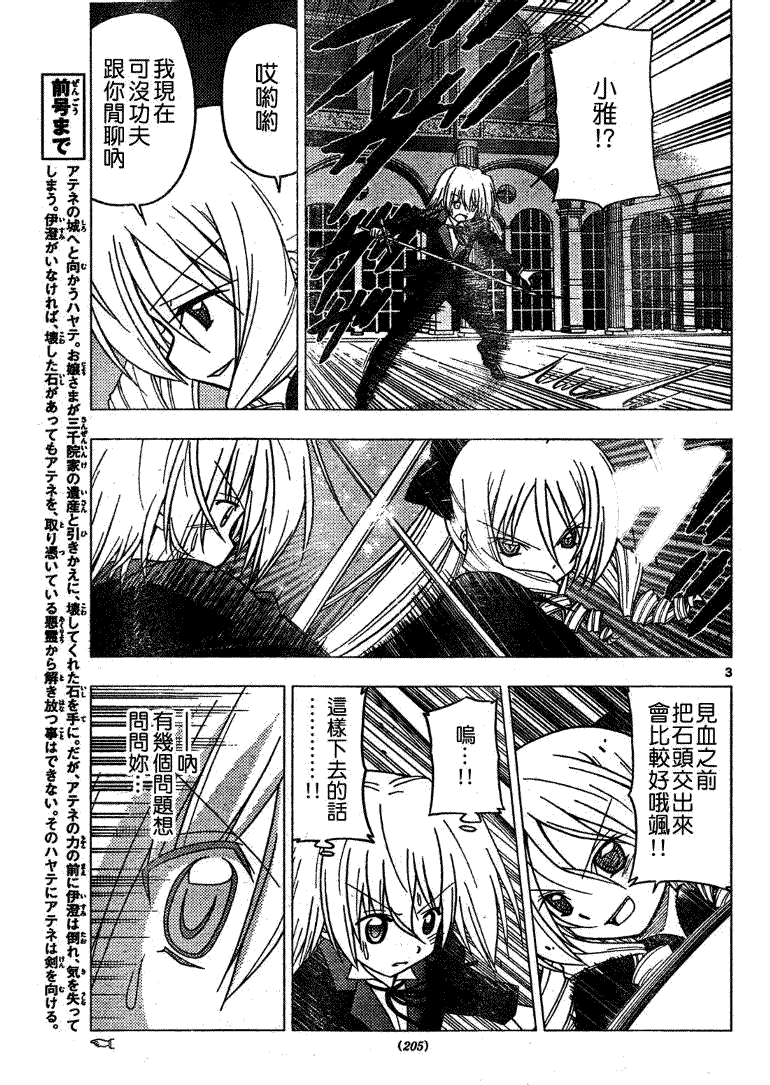 小雅!?
哎喲喲
我現在
可沒功夫
跟你閒聊吶
見血之前
把石頭交出來
會比較好哦颯!!
嗚…!!
這樣下去的話
…………!!
──吶
有幾個問題想
問問妳…
3
前号まで
アテネの城へと向かうハヤテ。お嬢さまが三千院家の遺産と引きかえに、壊してくれた石を手に。だが、アテネの力の前に伊澄は倒れ、気を失って
しまう。伊澄がいなければ、壊した石があってもアテネを、取り憑いている悪霊から解き放つ事はできない。そのハヤテにアテネは剣を向ける。
(205)